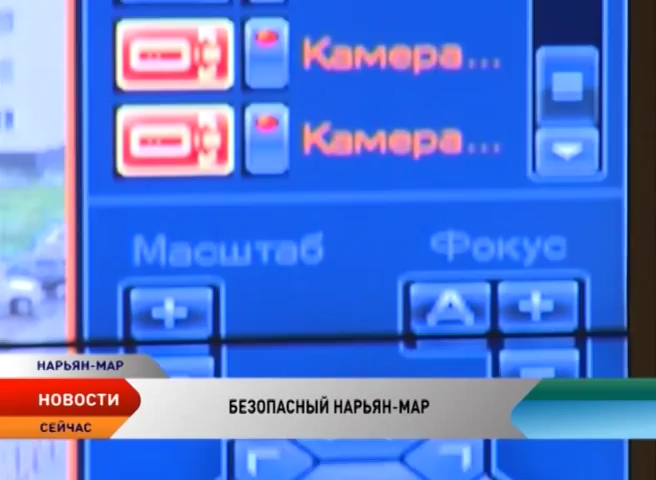 Камера...
Камера...
Масштаб
Фокус
А
НАРЬЯН-МАР
НОВОСТИ
СЕЙЧАС
БЕЗОПАСНЫЙ НАРЬЯН-МАР